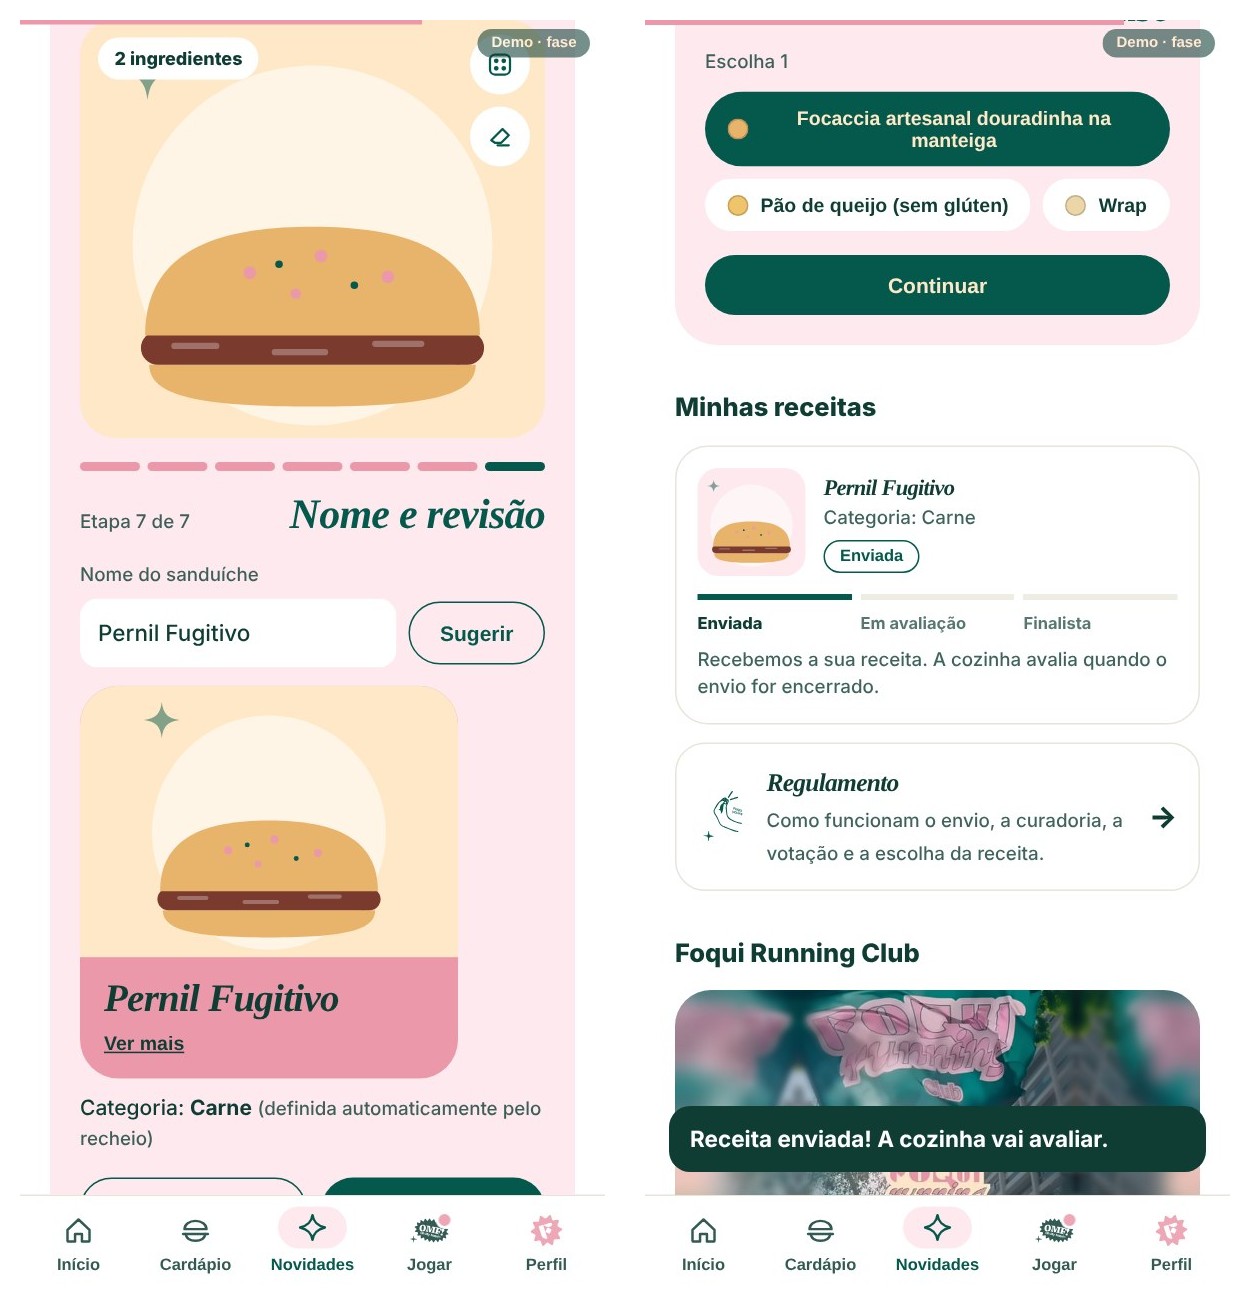 2 ingredientes
Demo · fase
Etapa 7 de 7
Nome e revisão
Nome do sanduíche
Pernil Fugitivo
Sugerir
Pernil Fugitivo
Ver mais
Categoria: Carne (definida automaticamente pelo
recheio)
Início
Cardápio
Novidades
Jogar
Perfil
Demo · fase
Escolha 1
Focaccia artesanal douradinha na
manteiga
Pão de queijo (sem glúten)
Wrap
Continuar
Minhas receitas
Pernil Fugitivo
Categoria: Carne
Enviada
Enviada
Em avaliação
Finalista
Recebemos a sua receita. A cozinha avalia quando o
envio for encerrado.
Regulamento
Como funcionam o envio, a curadoria, a
votação e a escolha da receita.
Foqui Running Club
FOQUI
running
Club
Receita enviada! A cozinha vai avaliar.
Início
Cardápio
Novidades
Jogar
Perfil